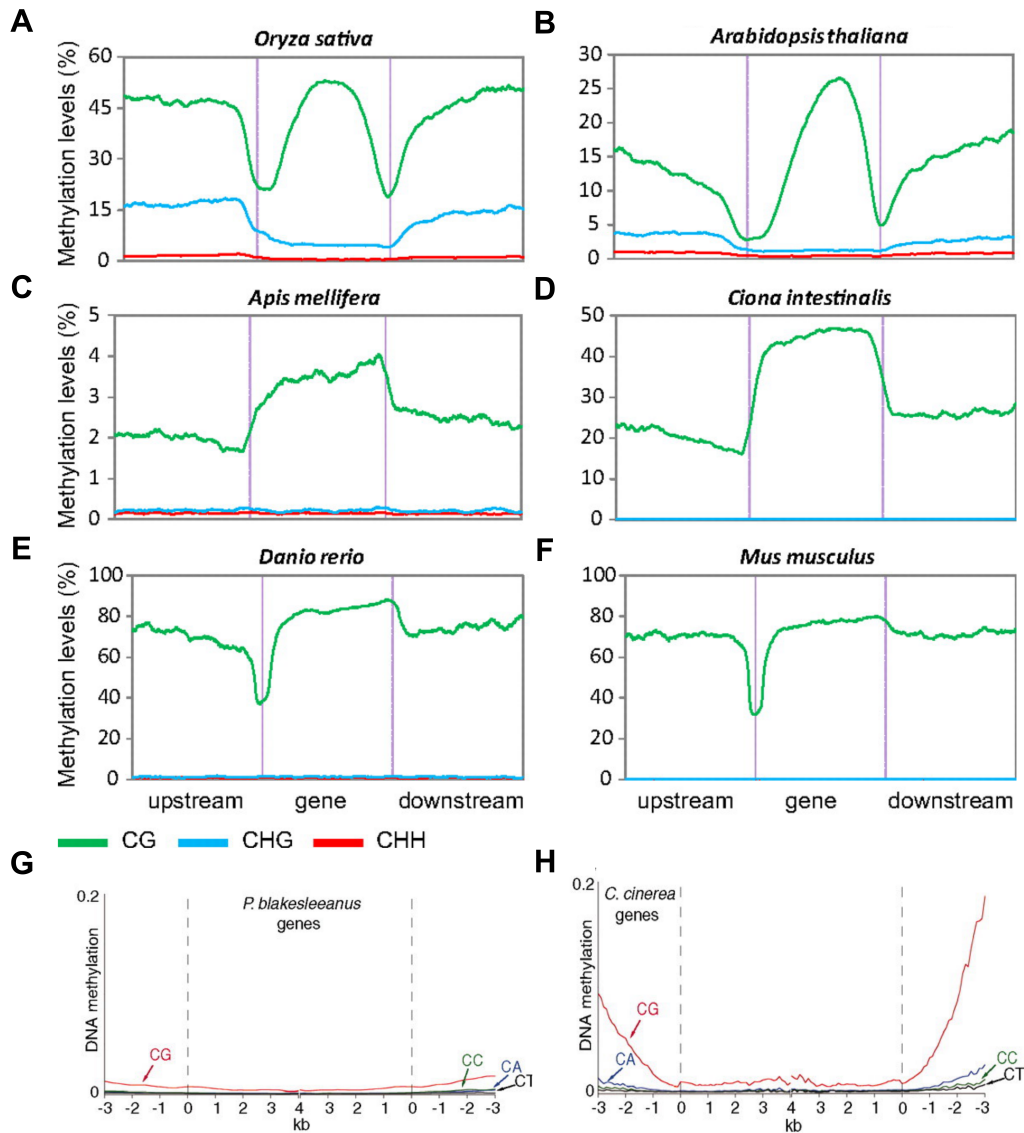 A
Oryza sativa
Methylation levels (%)
60
45
30
15
0
B
Arabidopsis thaliana
30
25
20
15
10
5
0
C
Apis mellifera
Methylation levels (%)
5
4
3
2
1
0
D
Ciona intestinalis
50
40
30
20
10
0
E
Danio rerio
Methylation levels (%)
100
80
60
40
20
0
upstream gene downstream
F
Mus musculus
100
80
60
40
20
0
upstream gene downstream
CG CHG CHH
G
P. blakesleeanus
genes
DNA methylation
0.2
0
CG
CC
CA
CT
-3 -2 -1 0 1 2 3 4 3 2 1 0 -1 -2 -3
kb
H
C. cinerea
genes
DNA methylation
0.2
0
CG
CA
CC
CT
-3 -2 -1 0 1 2 3 4 3 2 1 0 -1 -2 -3
kb